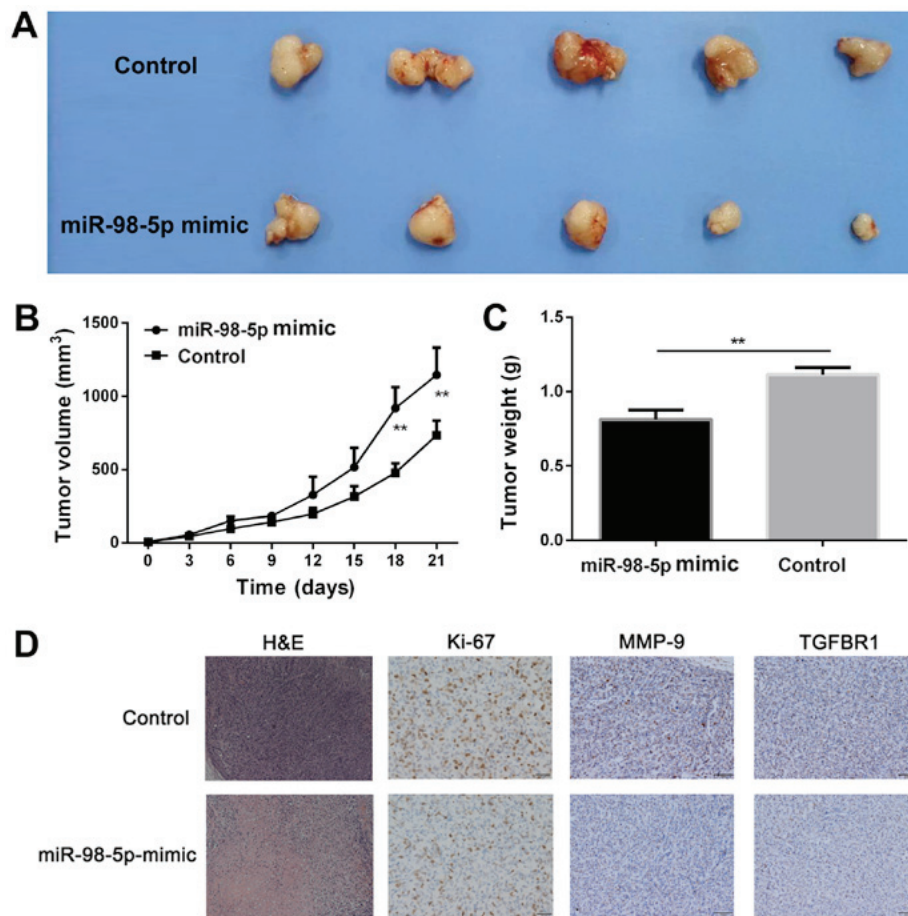 A
Control
miR-98-5p mimic
B
Tumor volume (mm³)
1500
1000
500
0
miR-98-5p mimic
Control
**
**
0 3 6 9 12 15 18 21
Time (days)
C
Tumor weight (g)
1.5
1.0
0.5
0.0
**
miR-98-5p mimic Control
D
H&E Ki-67 MMP-9 TGFBR1
Control
miR-98-5p-mimic